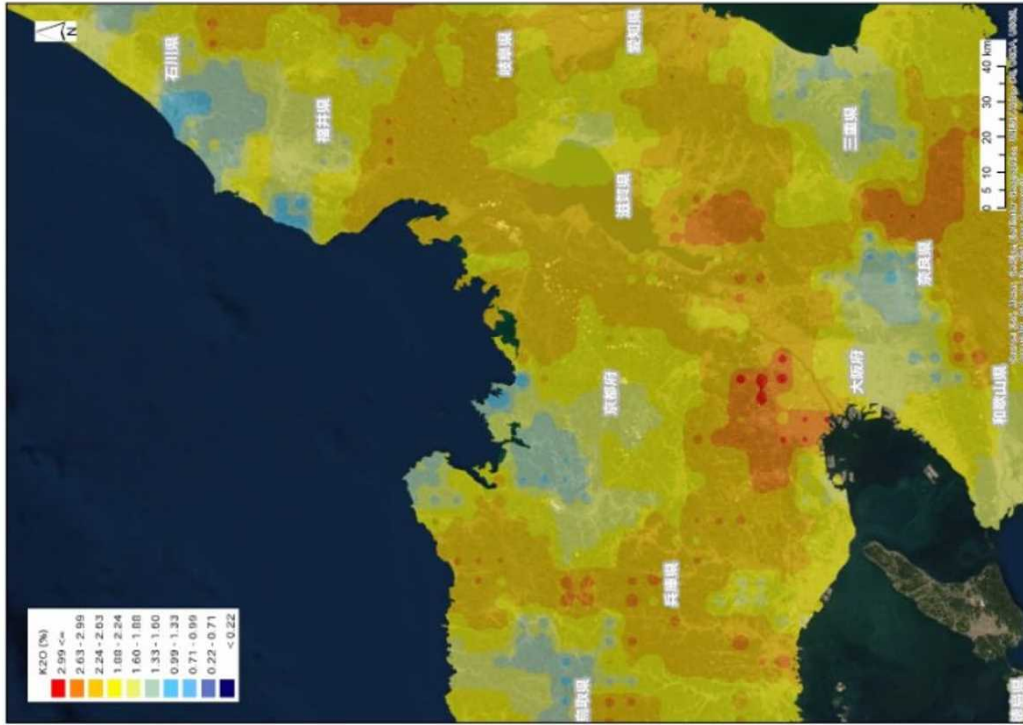 N
石川県
福井県
岐阜県
愛知県
滋賀県
三重県
京都府
奈良県
大阪府
兵庫県
和歌山県
鳥取県
K2O (%)
2.99 <=
2.63 - 2.99
2.24 - 2.63
1.88 - 2.24
1.60 - 1.88
1.33 - 1.60
0.99 - 1.33
0.71 - 0.99
0.22 - 0.71
< 0.22
0 5 10 20 30 40 km